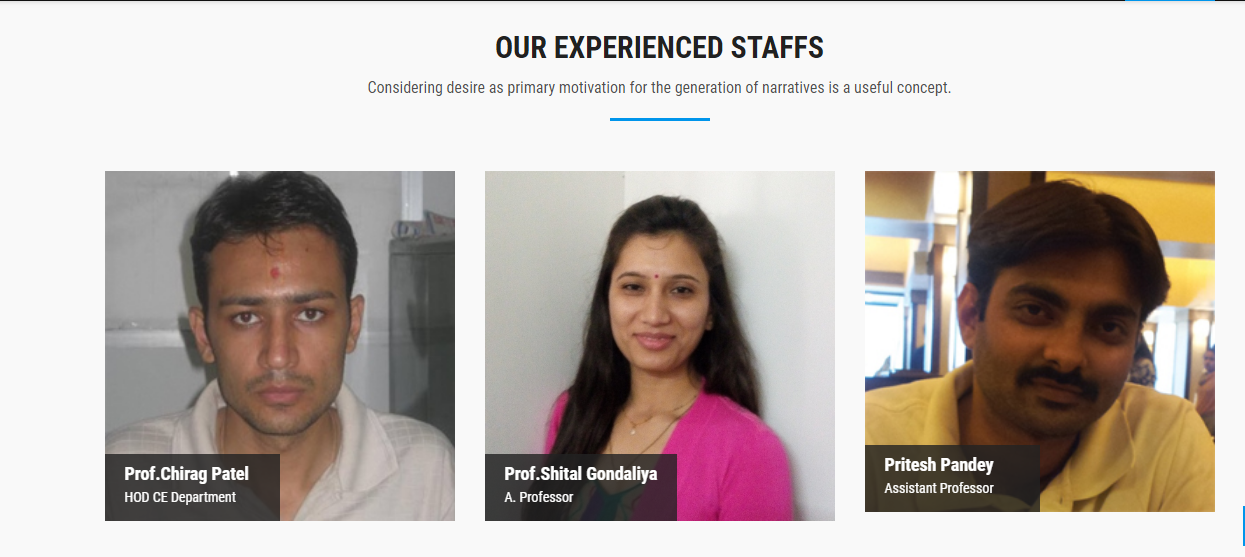 OUR EXPERIENCED STAFFS
Considering desire as primary motivation for the generation of narratives is a useful concept.
Prof.Chirag Patel
HOD CE Department
Prof.Shital Gondaliya
A. Professor
Pritesh Pandey
Assistant Professor